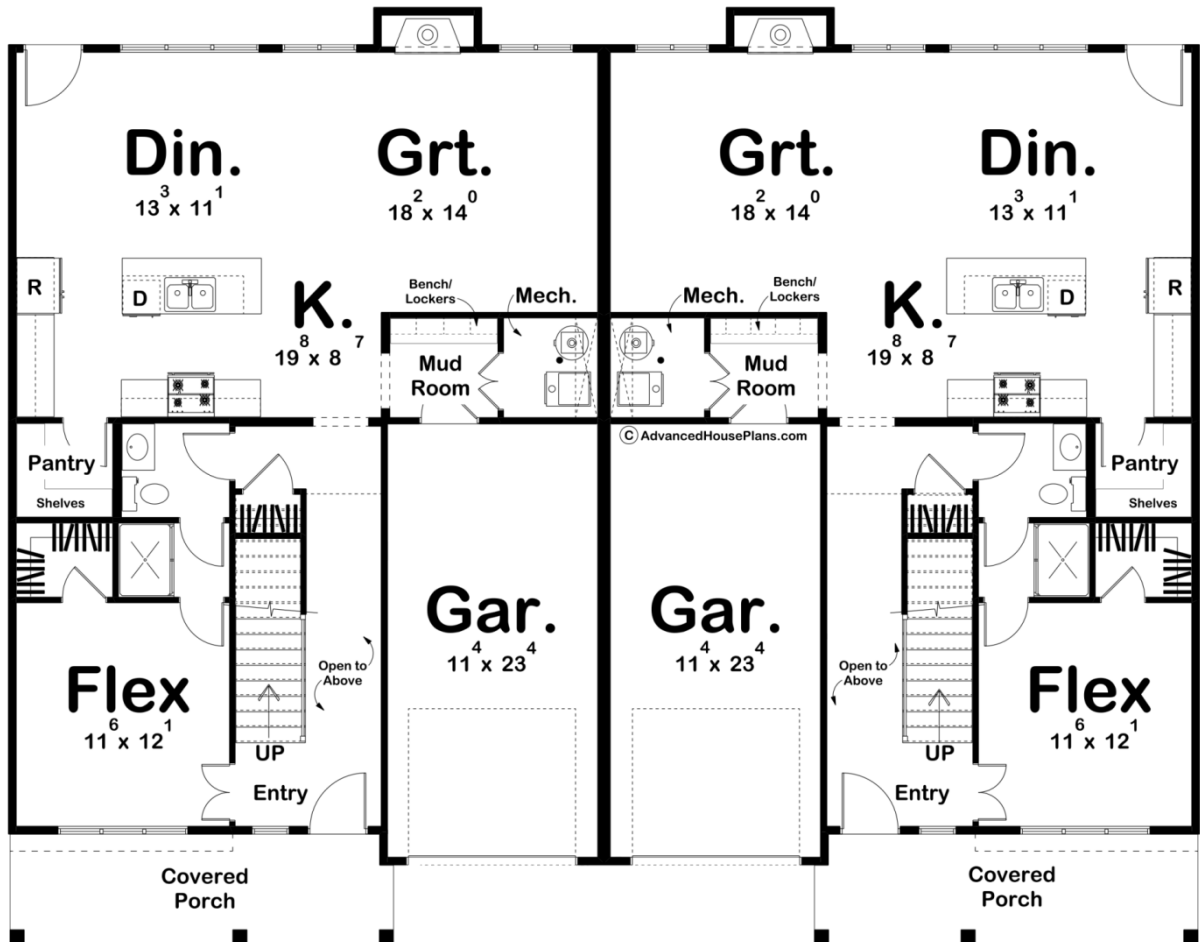 Din.
13³ x 11¹
Grt.
18² x 14⁰
Grt.
18² x 14⁰
Din.
13³ x 11¹
R
D
K.
19⁸ x 8⁷
Bench/
Lockers
Mech.
Mud
Room
Mech.
Bench/
Lockers
Mud
Room
K.
19⁸ x 8⁷
D
R
Pantry
Shelves
© AdvancedHousePlans.com
Pantry
Shelves
Flex
11⁶ x 12¹
Open to
Above
UP
Entry
Gar.
11⁴ x 23⁴
Gar.
11⁴ x 23⁴
Open to
Above
UP
Entry
Flex
11⁶ x 12¹
Covered
Porch
Covered
Porch